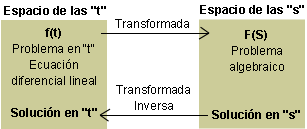 Espacio de las "t"
Espacio de las "s"
f(t)
Problema en "t"
Ecuación
diferencial lineal
Solución en "t"
Transformada
Transformada
Inversa
F(S)
Problema
algebraico
Solución en "s"